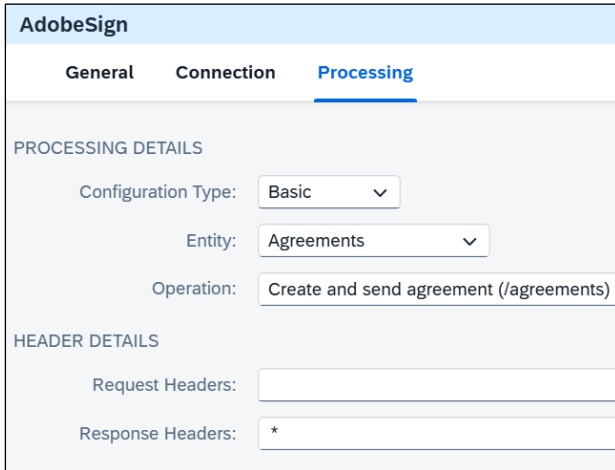 AdobeSign
General Connection Processing
PROCESSING DETAILS
Configuration Type: Basic
Entity: Agreements
Operation: Create and send agreement (/agreements)
HEADER DETAILS
Request Headers:
Response Headers: *